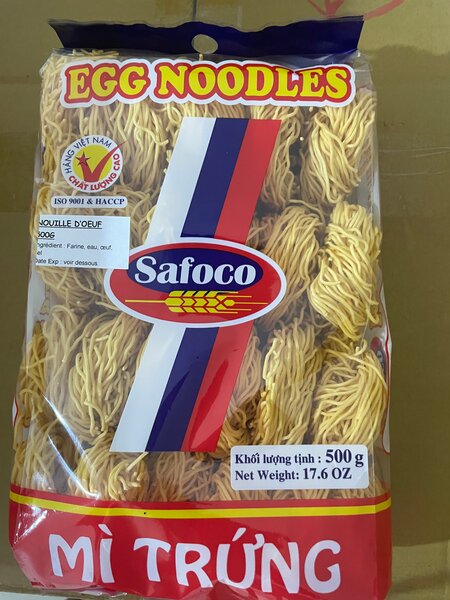 EGG NOODLES
HÀNG VIỆT NAM
CHẤT LƯỢNG CAO
ISO 9001 & HACCP
NOUILLE D'OEUF
500G
Ingrédient : Farine, eau, œuf,
sel
Date Exp : voir dessous
Safoco
Khối lượng tịnh : 500 g
Net Weight: 17.6 OZ
MÌ TRỨNG